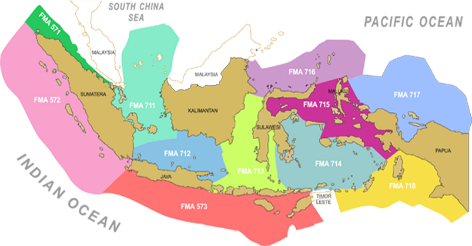 SOUTH CHINA
SEA
PACIFIC OCEAN
FMA 571
MALAYSIA
MALAYSIA
FMA 716
FMA 572
SUMATERA
FMA 711
KALIMANTAN
FMA 715
FMA 717
SULAWESI
FMA 712
FMA 713
FMA 714
PAPUA
JAVA
FMA 718
INDIAN OCEAN
FMA 573
TIMOR
LESTE